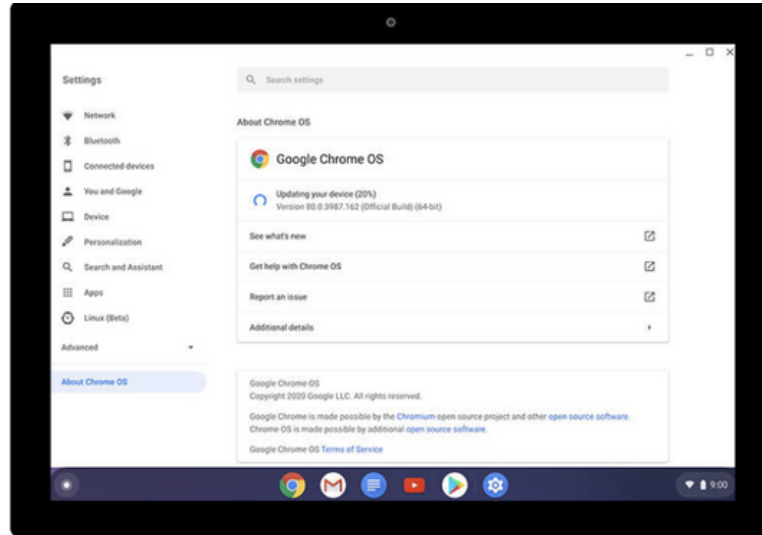 Settings
Search settings
Network
Bluetooth
Connected devices
You and Google
Device
Personalization
Search and Assistant
Apps
Linux (Beta)
Advanced
About Chrome OS
About Chrome OS
Google Chrome OS
Updating your device (20%)
Version 80.0.3987.162 (Official Build) (64-bit)
See what's new
Get help with Chrome OS
Report an issue
Additional details
Google Chrome OS
Copyright 2020 Google LLC. All rights reserved.
Google Chrome is made possible by the Chromium open source project and other open source software.
Chrome OS is made possible by additional open source software.
Google Chrome OS Terms of Service
9:00